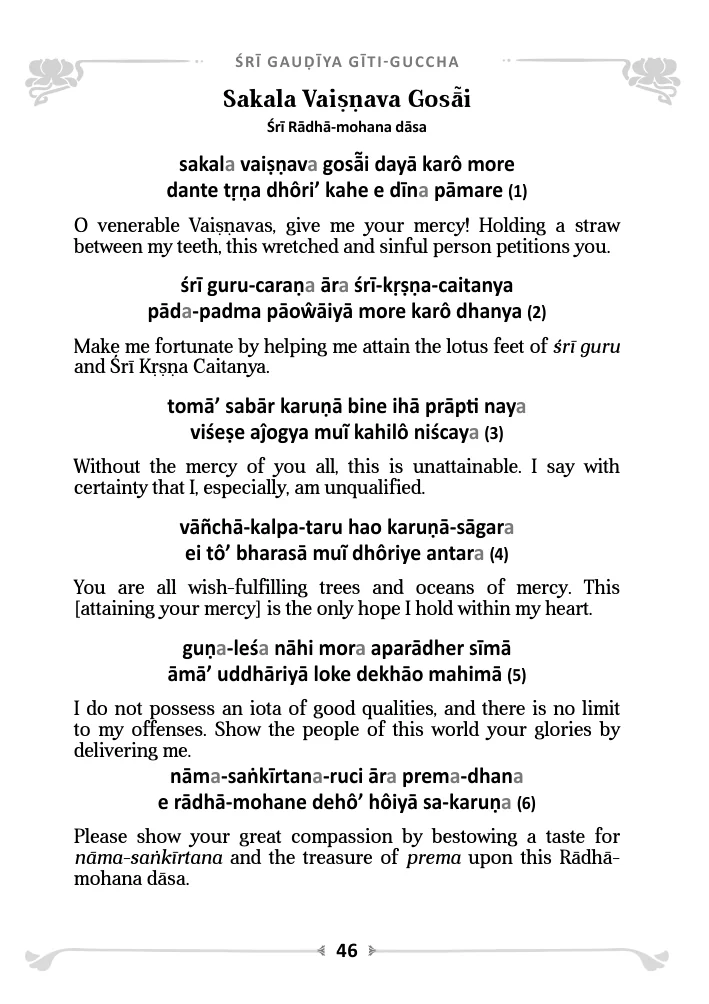 ŚRĪ GAUḌĪYA GĪTI-GUCCHA
Sakala Vaiṣṇava Gosā̃i
Śrī Rādhā-mohana dāsa
sakala vaiṣṇava gosā̃i dayā karô more
dante tṛṇa dhôri’ kahe e dīna pāmare (1)
O venerable Vaiṣṇavas, give me your mercy! Holding a straw
between my teeth, this wretched and sinful person petitions you.
śrī guru-caraṇa āra śrī-kṛṣṇa-caitanya
pāda-padma pāoŵāiyā more karô dhanya (2)
Make me fortunate by helping me attain the lotus feet of śrī guru
and Śrī Kṛṣṇa Caitanya.
tomā’ sabār karuṇā bine ihā prāpti naya
viśeṣe aĵogya muĩ kahilô niścaya (3)
Without the mercy of you all, this is unattainable. I say with
certainty that I, especially, am unqualified.
vāñchā-kalpa-taru hao karuṇā-sāgara
ei tô’ bharasā muĩ dhôriye antara (4)
You are all wish-fulfilling trees and oceans of mercy. This
[attaining your mercy] is the only hope I hold within my heart.
guṇa-leśa nāhi mora aparādher sīmā
āmā’ uddhāriyā loke dekhāo mahimā (5)
I do not possess an iota of good qualities, and there is no limit
to my offenses. Show the people of this world your glories by
delivering me.
nāma-saṅkīrtana-ruci āra prema-dhana
e rādhā-mohane dehô’ hôiyā sa-karuṇa (6)
Please show your great compassion by bestowing a taste for
nāma-saṅkīrtana and the treasure of prema upon this Rādhā-
mohana dāsa.
46